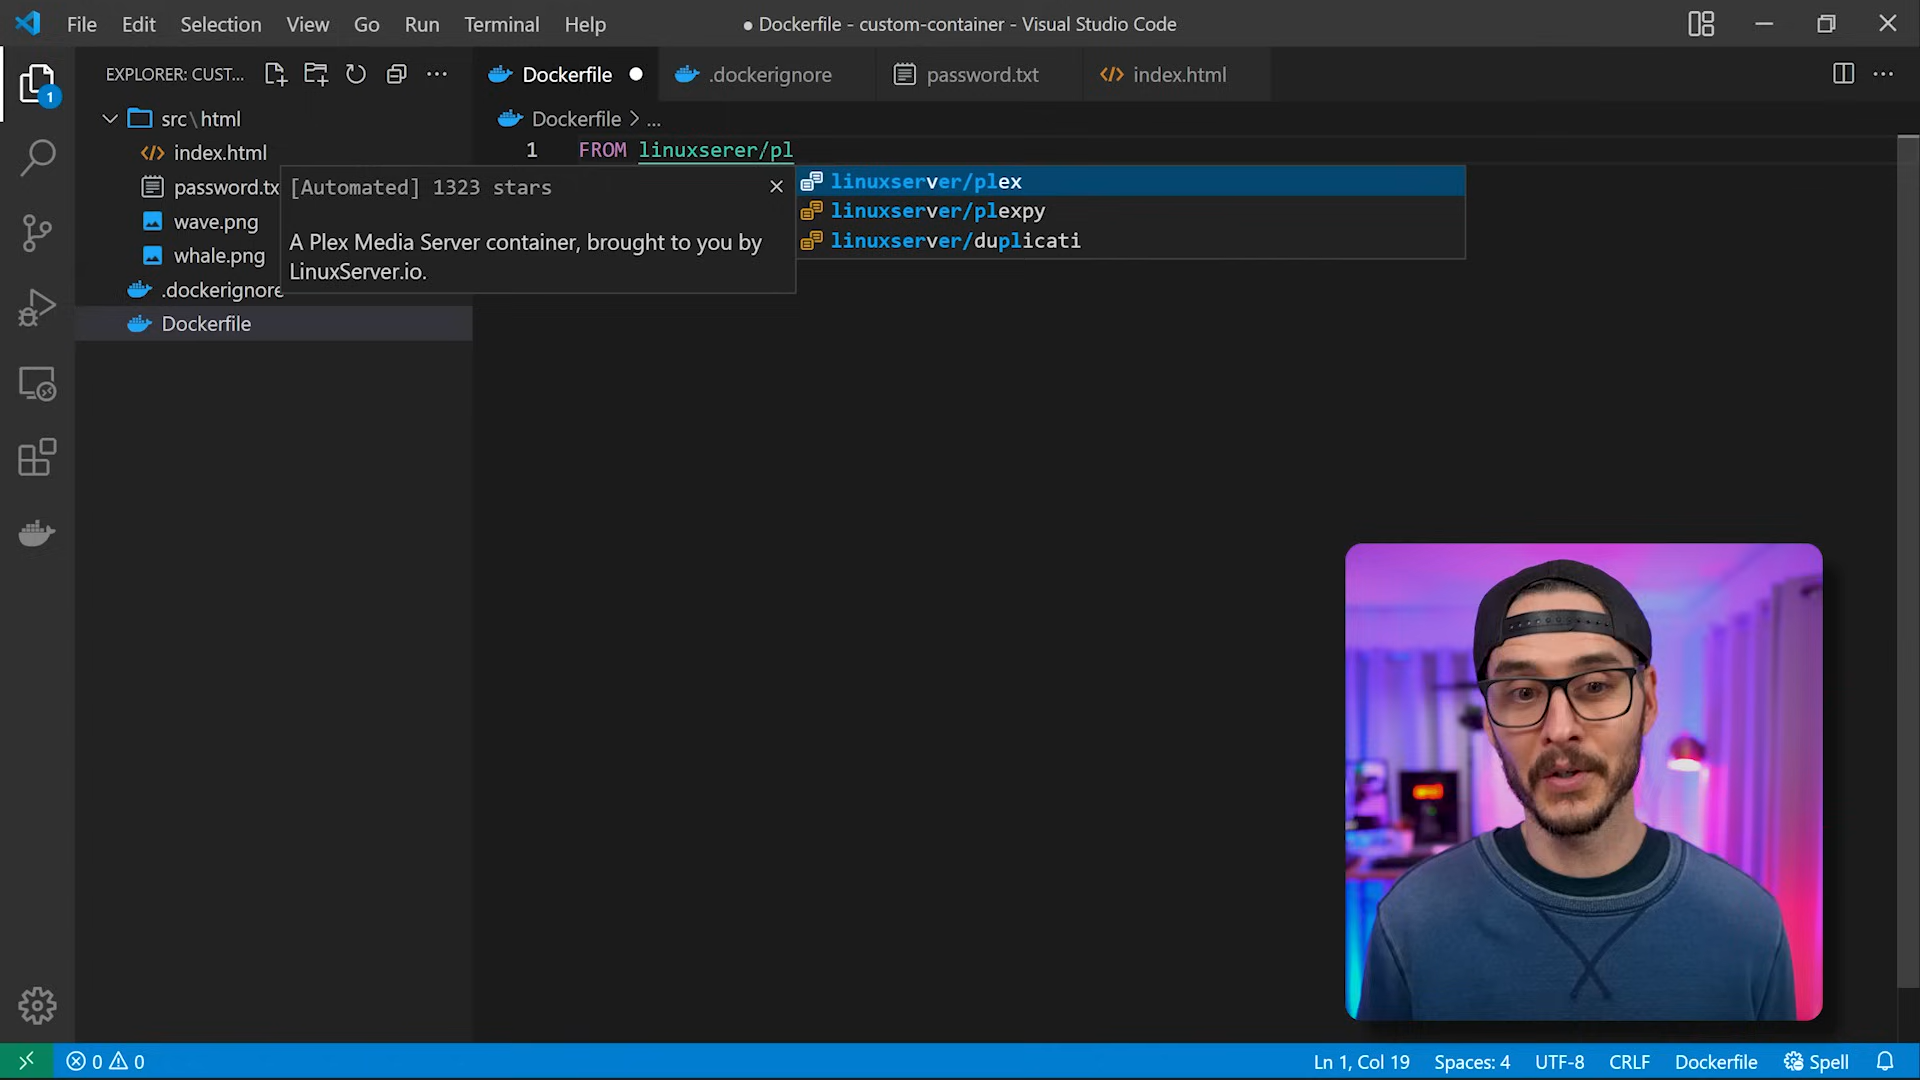 File Edit Selection View Go Run Terminal Help
● Dockerfile - custom-container - Visual Studio Code
EXPLORER: CUST...
Dockerfile
.dockerignore
password.txt
index.html
src\html
index.html
password.tx
wave.png
whale.png
.dockerignore
Dockerfile
Dockerfile > ...
1 FROM linuxserer/pl
[Automated] 1323 stars
A Plex Media Server container, brought to you by
LinuxServer.io.
linuxserver/plex
linuxserver/plexpy
linuxserver/duplicati
1
0 0
Ln 1, Col 19 Spaces: 4 UTF-8 CRLF Dockerfile Spell